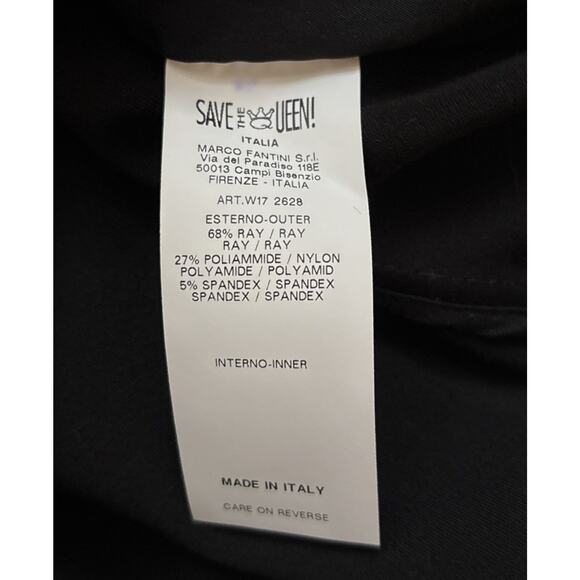 SAVE THE QUEEN!
ITALIA
MARCO FANTINI S.r.l.
Via del Paradiso 118E
50013 Campi Bisenzio
FIRENZE - ITALIA
ART.W17 2628
ESTERNO-OUTER
68% RAY / RAY
RAY / RAY
27% POLIAMMIDE / NYLON
POLYAMIDE / POLYAMID
5% SPANDEX / SPANDEX
SPANDEX / SPANDEX
INTERNO-INNER
MADE IN ITALY
CARE ON REVERSE